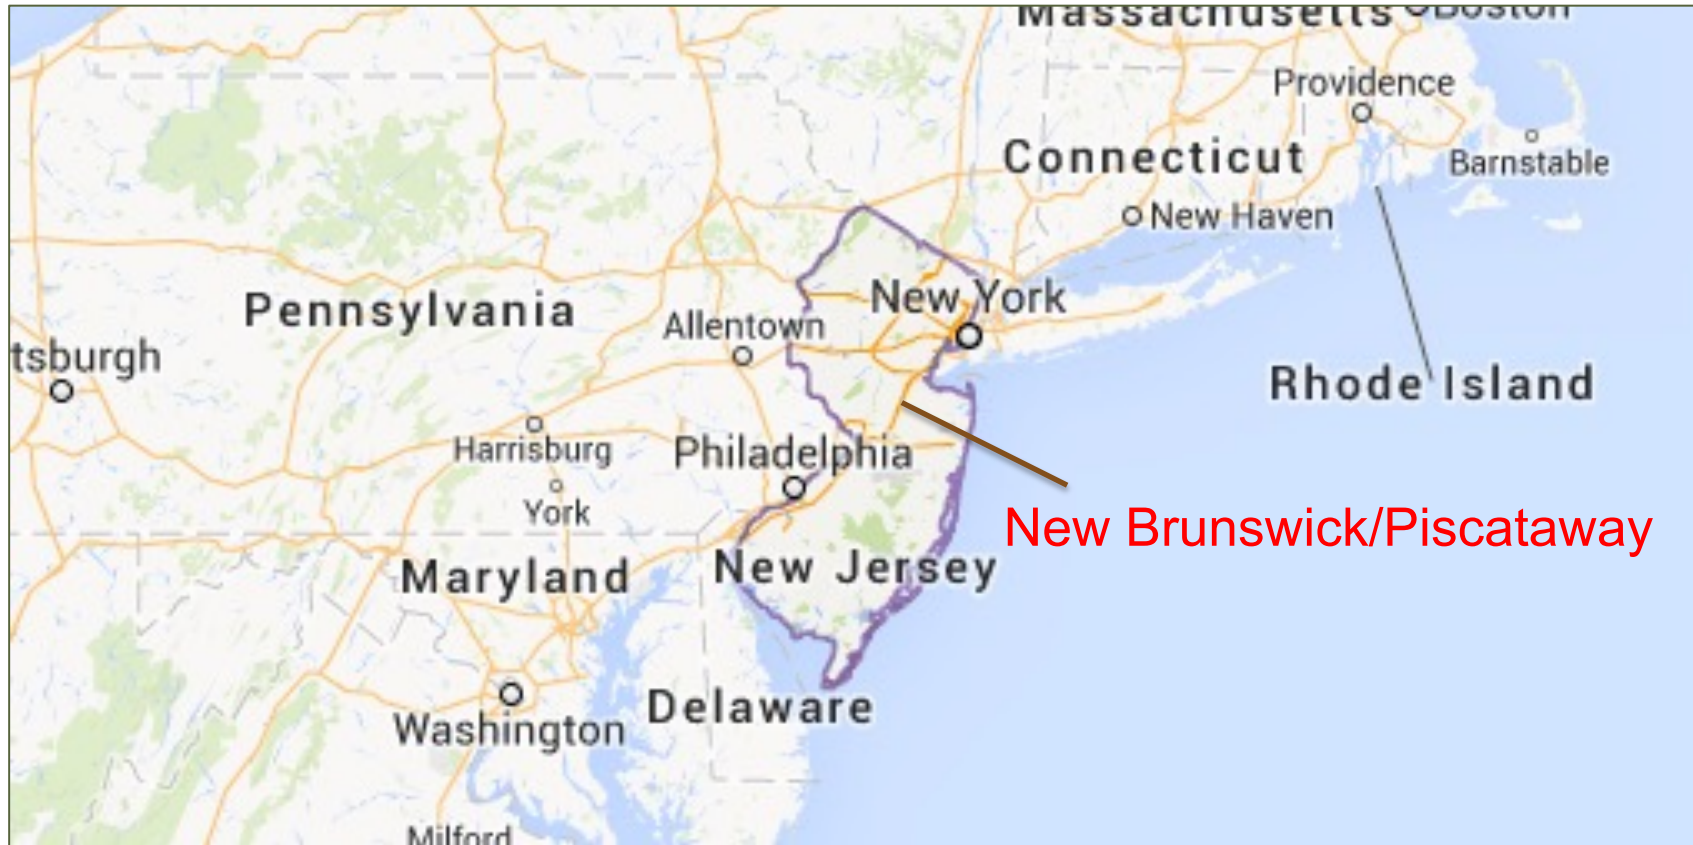 Massachusetts
Boston
Providence
Connecticut
Barnstable
New Haven
New York
Pennsylvania
Allentown
tsburgh
Rhode Island
Harrisburg
Philadelphia
York
New Brunswick/Piscataway
New Jersey
Maryland
Delaware
Washington
Milford